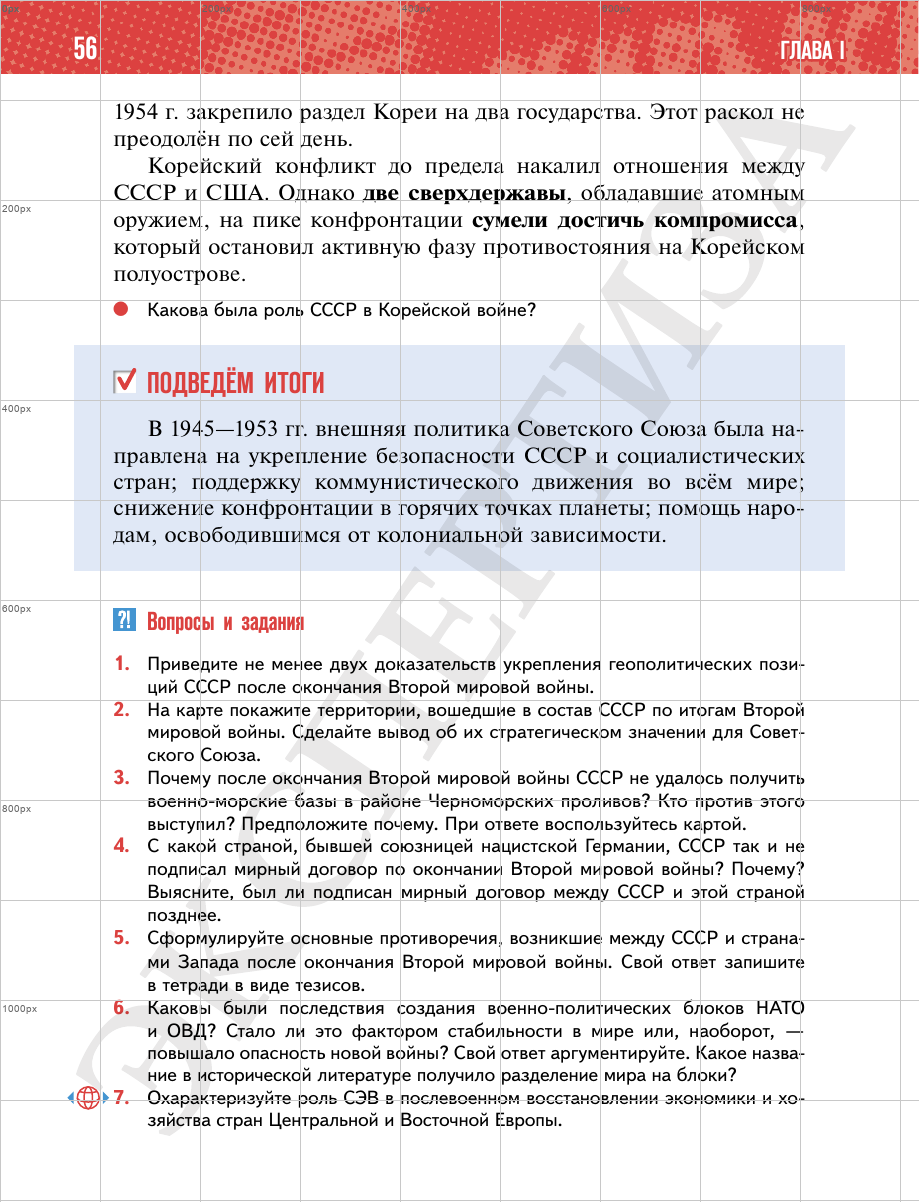 56
ГЛАВА I
1954 г. закрепило раздел Кореи на два государства. Этот раскол не
преодолён по сей день.
Корейский конфликт до предела накалил отношения между
СССР и США. Однако две сверхдержавы, обладавшие атомным
оружием, на пике конфронтации сумели достичь компромисса,
который остановил активную фазу противостояния на Корейском
полуострове.
Какова была роль СССР в Корейской войне?
ПОДВЕДЁМ ИТОГИ
В 1945—1953 гг. внешняя политика Советского Союза была на-
правлена на укрепление безопасности СССР и социалистических
стран; поддержку коммунистического движения во всём мире;
снижение конфронтации в горячих точках планеты; помощь наро-
дам, освободившимся от колониальной зависимости.
?! Вопросы и задания
1. Приведите не менее двух доказательств укрепления геополитических пози-
ций СССР после окончания Второй мировой войны.
2. На карте покажите территории, вошедшие в состав СССР по итогам Второй
мировой войны. Сделайте вывод об их стратегическом значении для Совет-
ского Союза.
3. Почему после окончания Второй мировой войны СССР не удалось получить
военно-морские базы в районе Черноморских проливов? Кто против этого
выступил? Предположите почему. При ответе воспользуйтесь картой.
4. С какой страной, бывшей союзницей нацистской Германии, СССР так и не
подписал мирный договор по окончании Второй мировой войны? Почему?
Выясните, был ли подписан мирный договор между СССР и этой страной
позднее.
5. Сформулируйте основные противоречия, возникшие между СССР и страна-
ми Запада после окончания Второй мировой войны. Свой ответ запишите
в тетради в виде тезисов.
6. Каковы были последствия создания военно-политических блоков НАТО
и ОВД? Стало ли это фактором стабильности в мире или, наоборот, —
повышало опасность новой войны? Свой ответ аргументируйте. Какое назва-
ние в исторической литературе получило разделение мира на блоки?
7. Охарактеризуйте роль СЭВ в послевоенном восстановлении экономики и хо-
зяйства стран Центральной и Восточной Европы.
ЭКСПЕРТИЗА
200px
400px
600px
800px
1000px